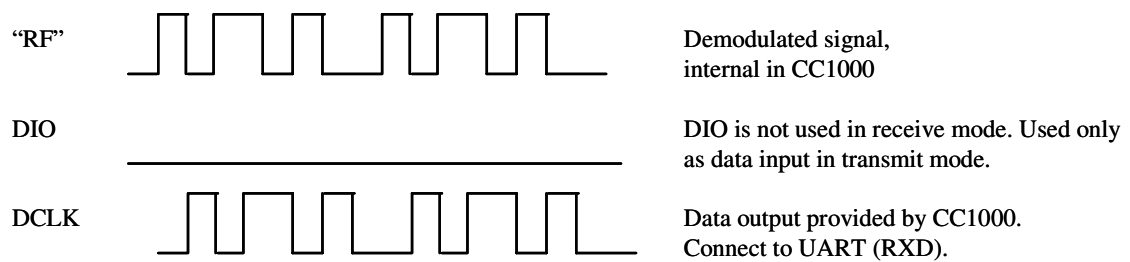 “RF”
Demodulated signal,
internal in CC1000
DIO
DIO is not used in receive mode. Used only
as data input in transmit mode.
DCLK
Data output provided by CC1000.
Connect to UART (RXD).